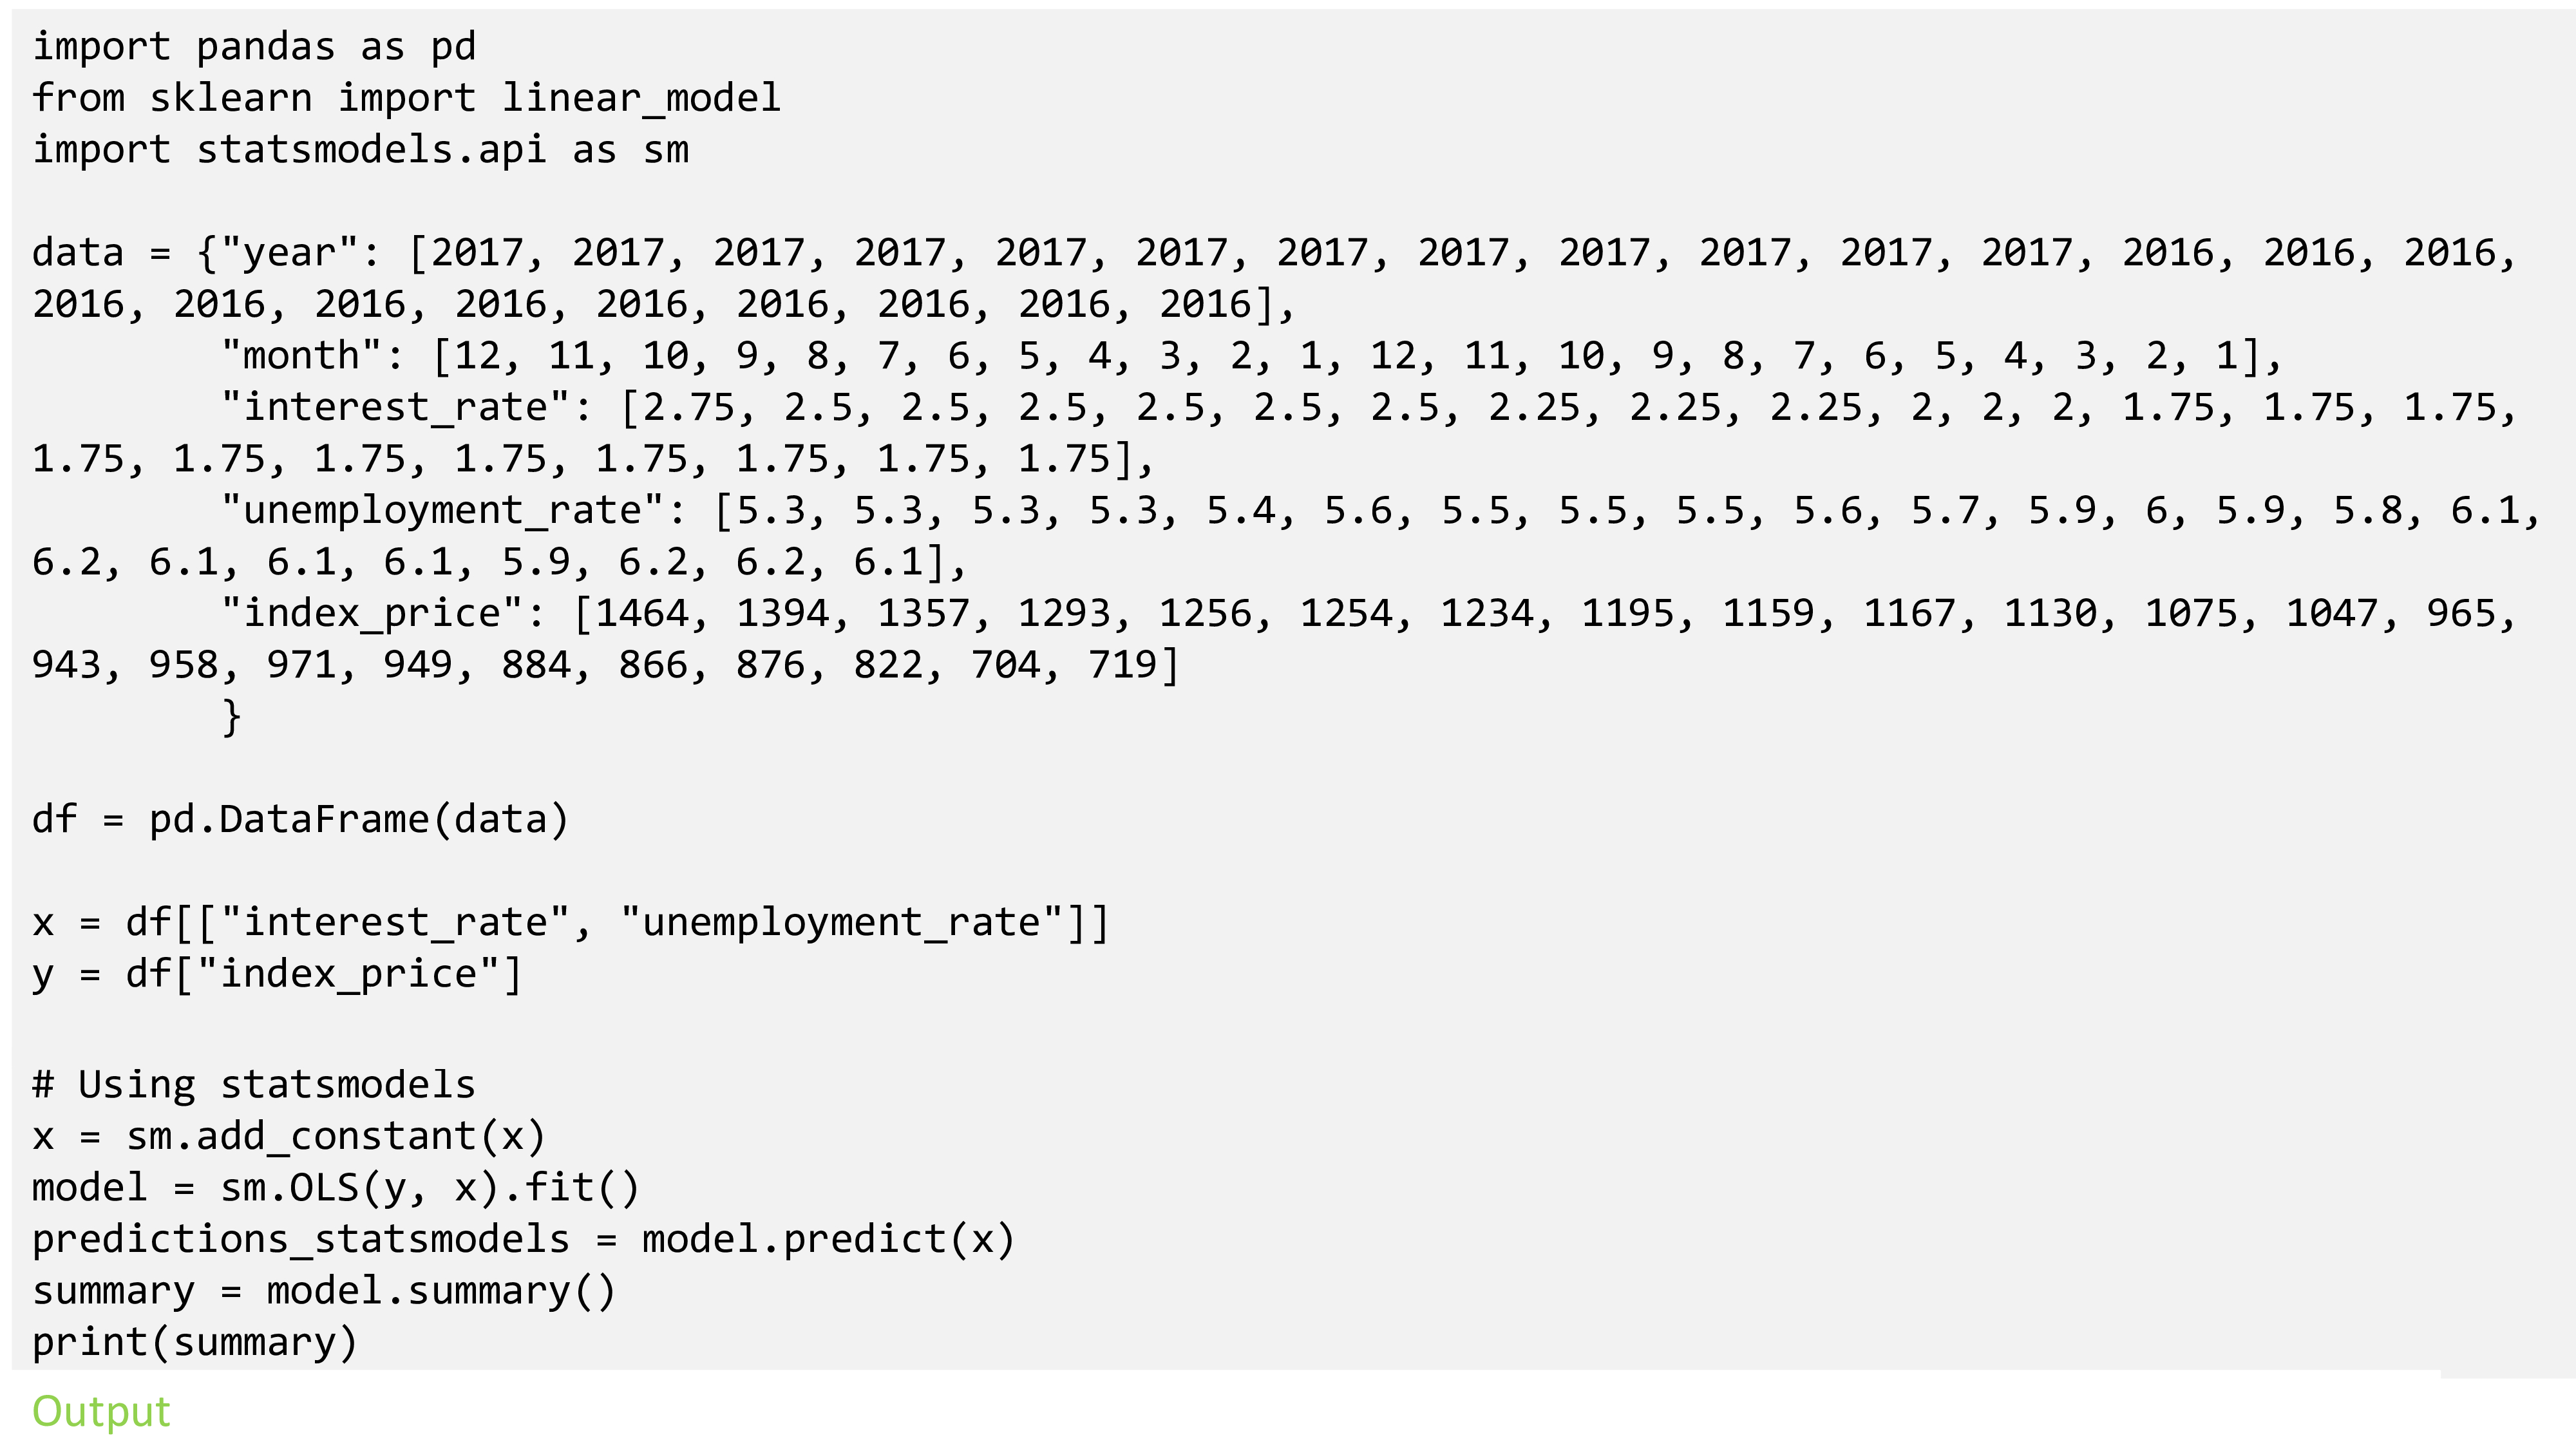 import pandas as pd
from sklearn import linear_model
import statsmodels.api as sm
data = {"year": [2017, 2017, 2017, 2017, 2017, 2017, 2017, 2017, 2017, 2017, 2017, 2017, 2016, 2016, 2016,
2016, 2016, 2016, 2016, 2016, 2016, 2016, 2016, 2016],
"month": [12, 11, 10, 9, 8, 7, 6, 5, 4, 3, 2, 1, 12, 11, 10, 9, 8, 7, 6, 5, 4, 3, 2, 1],
"interest_rate": [2.75, 2.5, 2.5, 2.5, 2.5, 2.5, 2.5, 2.25, 2.25, 2.25, 2, 2, 2, 1.75, 1.75, 1.75,
1.75, 1.75, 1.75, 1.75, 1.75, 1.75, 1.75, 1.75],
"unemployment_rate": [5.3, 5.3, 5.3, 5.3, 5.4, 5.6, 5.5, 5.5, 5.5, 5.6, 5.7, 5.9, 6, 5.9, 5.8, 6.1,
6.2, 6.1, 6.1, 6.1, 5.9, 6.2, 6.2, 6.1],
"index_price": [1464, 1394, 1357, 1293, 1256, 1254, 1234, 1195, 1159, 1167, 1130, 1075, 1047, 965,
943, 958, 971, 949, 884, 866, 876, 822, 704, 719]
}
df = pd.DataFrame(data)
x = df[["interest_rate", "unemployment_rate"]]
y = df["index_price"]
# Using statsmodels
x = sm.add_constant(x)
model = sm.OLS(y, x).fit()
predictions_statsmodels = model.predict(x)
summary = model.summary()
print(summary)
Output